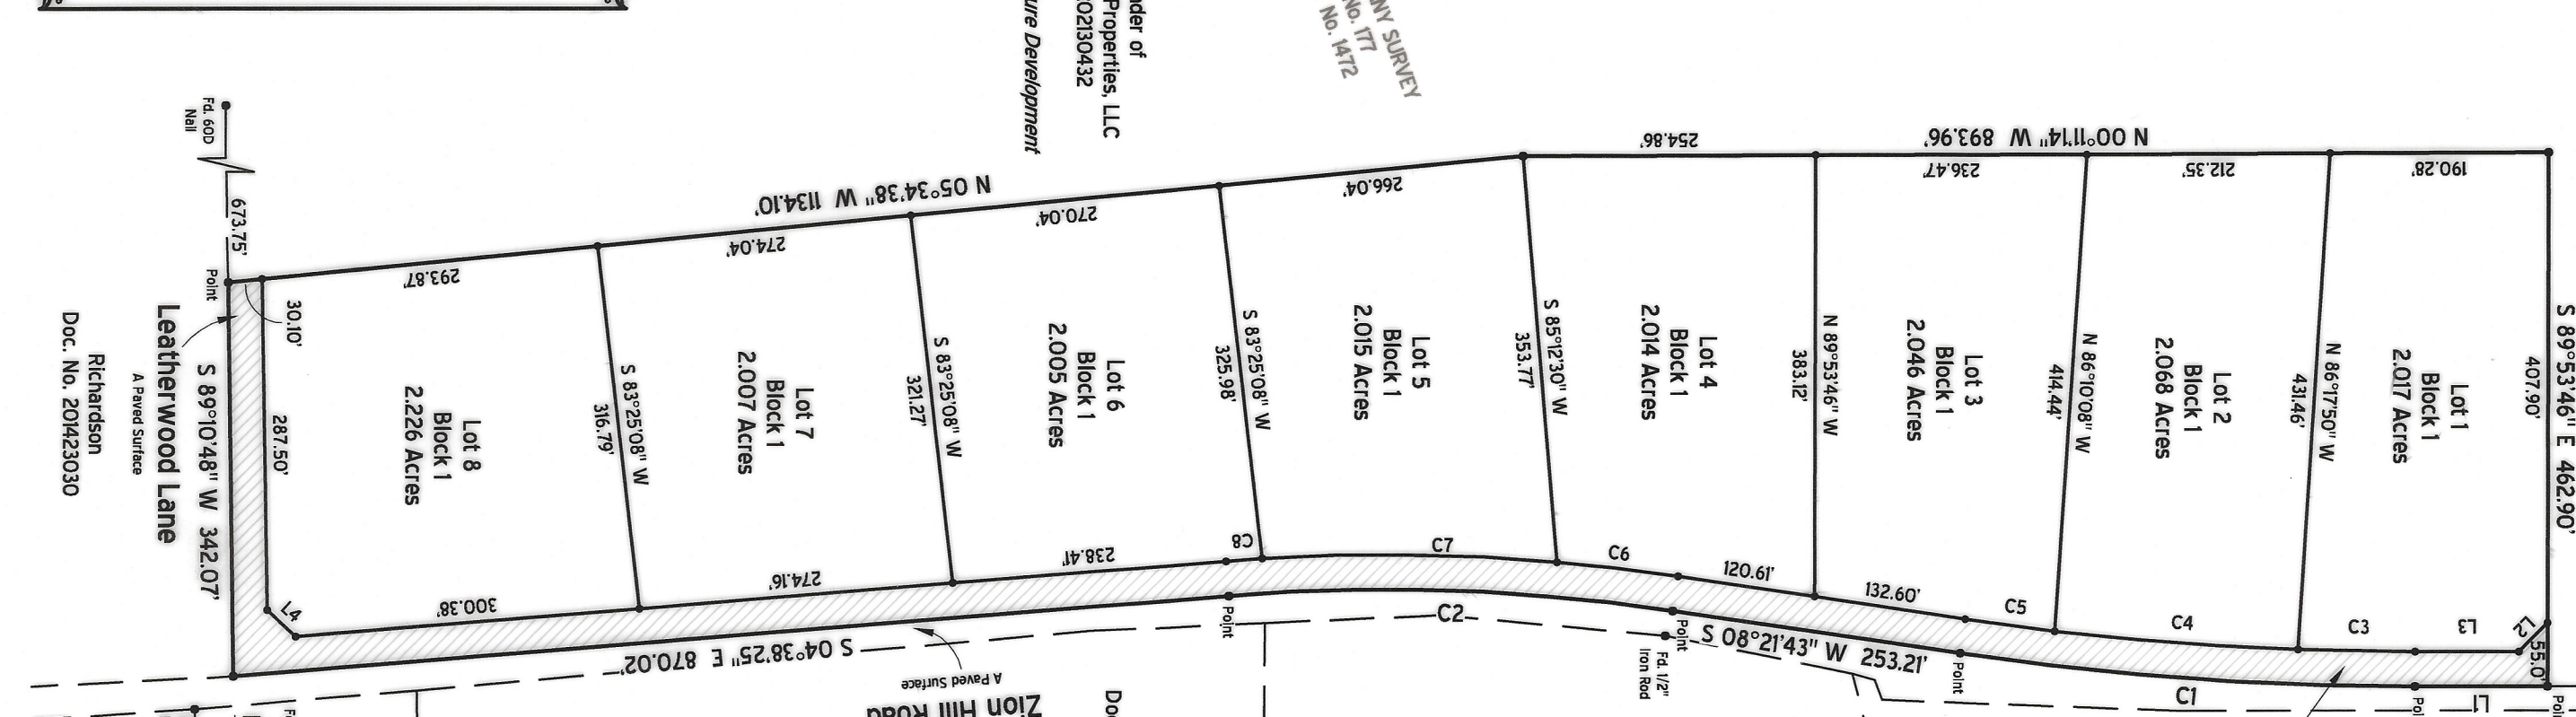 nder of
Properties, LLC
02130432
ure Development
NY SURVEY
No. 177
No. 1472
Fd. 60D
Nail
673.75'
Point
30.10'
Leatherwood Lane
A Paved Surface
Richardson
Doc. No. 201423030
S 89°10'48" W 342.07'
287.50'
L4
N 05°34'38" W 1134.10'
293.87'
274.04'
270.04'
266.04'
N 00°11'14" W 893.96'
254.86'
236.47'
212.35'
190.28'
Lot 8
Block 1
2.226 Acres
S 83°25'08" W
316.79'
Lot 7
Block 1
2.007 Acres
S 83°25'08" W
321.27'
Lot 6
Block 1
2.005 Acres
S 83°25'08" W
325.98'
Lot 5
Block 1
2.015 Acres
S 85°12'30" W
353.77'
Lot 4
Block 1
2.014 Acres
N 89°53'46" W
383.12'
Lot 3
Block 1
2.046 Acres
N 86°10'08" W
414.44'
Lot 2
Block 1
2.068 Acres
N 86°17'50" W
431.46'
Lot 1
Block 1
2.017 Acres
S 89°53'46" E 462.90'
407.90'
55.0'
300.38'
274.16'
238.41'
C8
C7
C6
120.61'
132.60'
C5
C4
C3
L3
L2
S 04°38'25" E 870.02'
A Paved Surface
Zion Hill Road
Point
C2
Point
Fd. 1/2"
Iron Rod
S 08°21'43" W 253.21'
Point
C1
L1